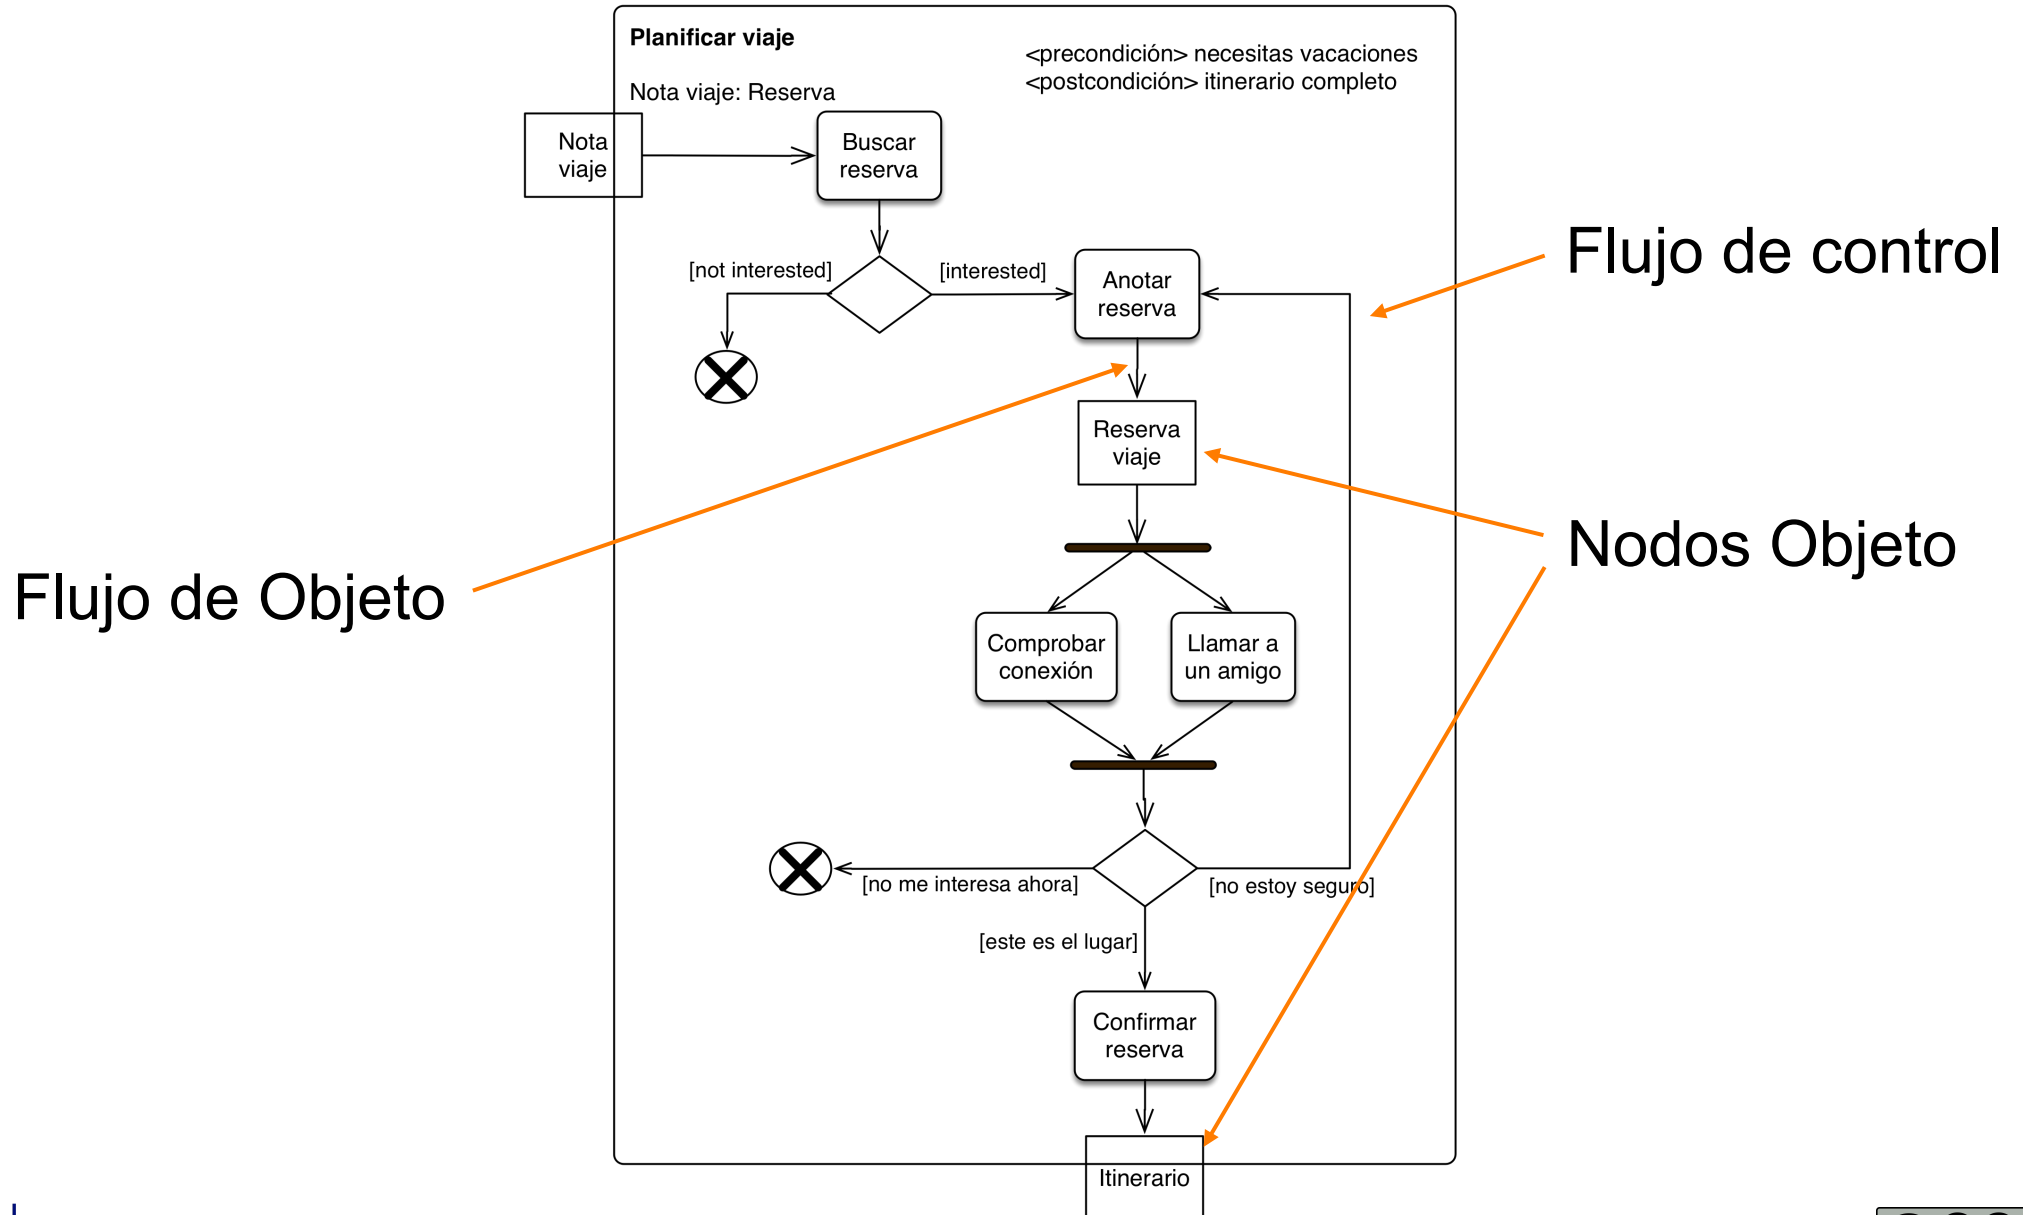 Planificar viaje
<precondición> necesitas vacaciones
<postcondición> itinerario completo
Nota viaje: Reserva
Nota
viaje
Buscar
reserva
[not interested]
[interested]
Anotar
reserva
Flujo de control
Reserva
viaje
Nodos Objeto
Flujo de Objeto
Comprobar
conexión
Llamar a
un amigo
[no me interesa ahora]
[no estoy seguro]
[este es el lugar]
Confirmar
reserva
Itinerario